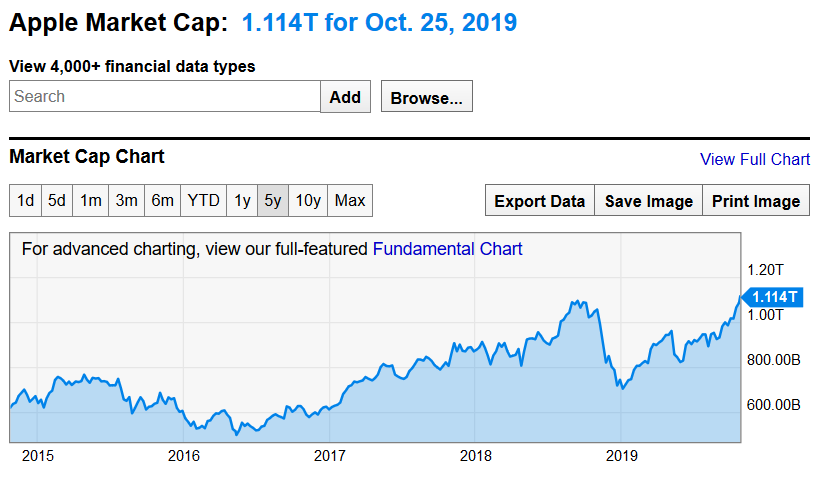 Apple Market Cap: 1.114T for Oct. 25, 2019
View 4,000+ financial data types
Search Add Browse...
Market Cap Chart View Full Chart
1d 5d 1m 3m 6m YTD 1y 5y 10y Max Export Data Save Image Print Image
For advanced charting, view our full-featured Fundamental Chart
1.20T
1.114T
1.00T
800.00B
600.00B
2015 2016 2017 2018 2019